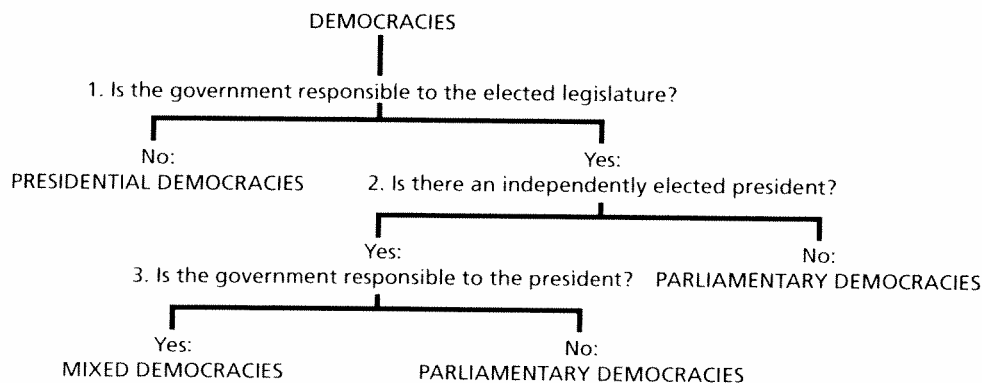 DEMOCRACIES
1. Is the government responsible to the elected legislature?
No:
PRESIDENTIAL DEMOCRACIES
Yes:
2. Is there an independently elected president?
Yes:
3. Is the government responsible to the president?
No:
PARLIAMENTARY DEMOCRACIES
Yes:
MIXED DEMOCRACIES
No:
PARLIAMENTARY DEMOCRACIES